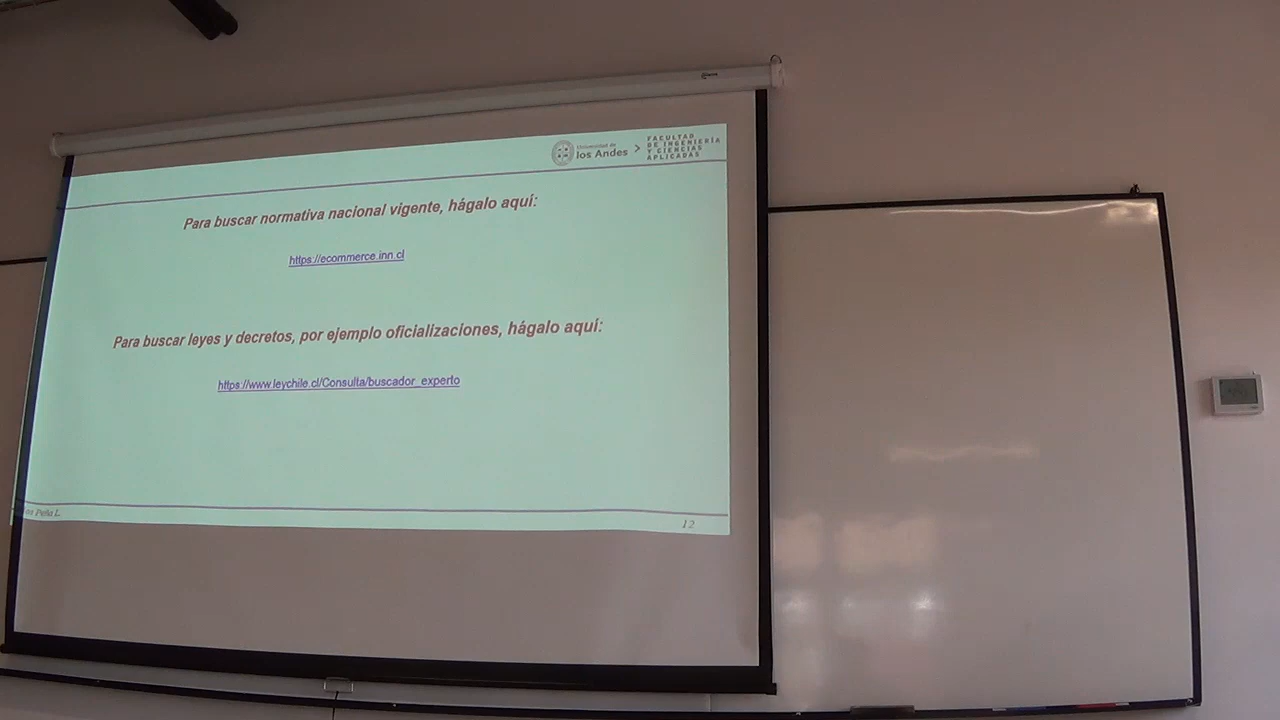 Universidad de
los Andes
>
FACULTAD
DE INGENIERÍA
Y CIENCIAS
APLICADAS
Para buscar normativa nacional vigente, hágalo aquí:
https://ecommerce.inn.cl
Para buscar leyes y decretos, por ejemplo oficializaciones, hágalo aquí:
https://www.leychile.cl/Consulta/buscador_experto
Peña L.
12